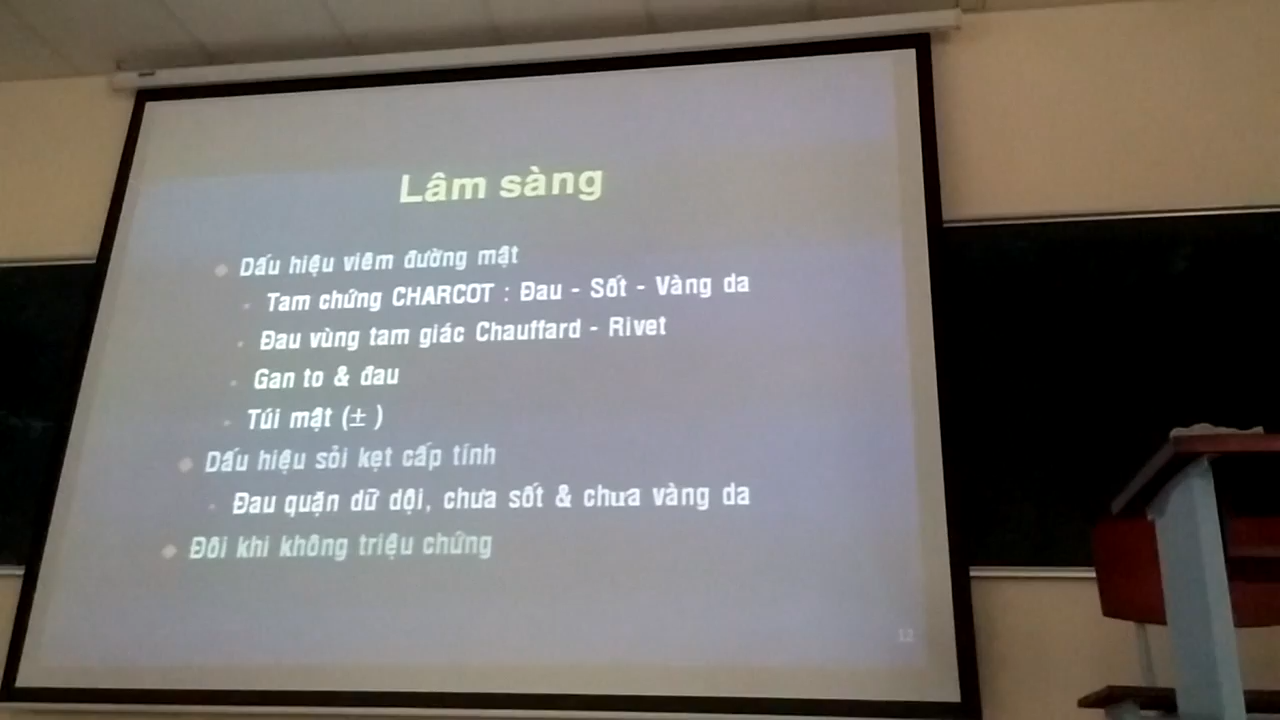 Lâm sàng
Dấu hiệu viêm đường mật
Tam chứng CHARCOT : Đau - Sốt - Vàng da
Đau vùng tam giác Chauffard - Rivet
Gan to & đau
Túi mật (± )
Dấu hiệu sỏi kẹt cấp tính
Đau quặn dữ dội, chưa sốt & chưa vàng da
Đôi khi không triệu chứng
12